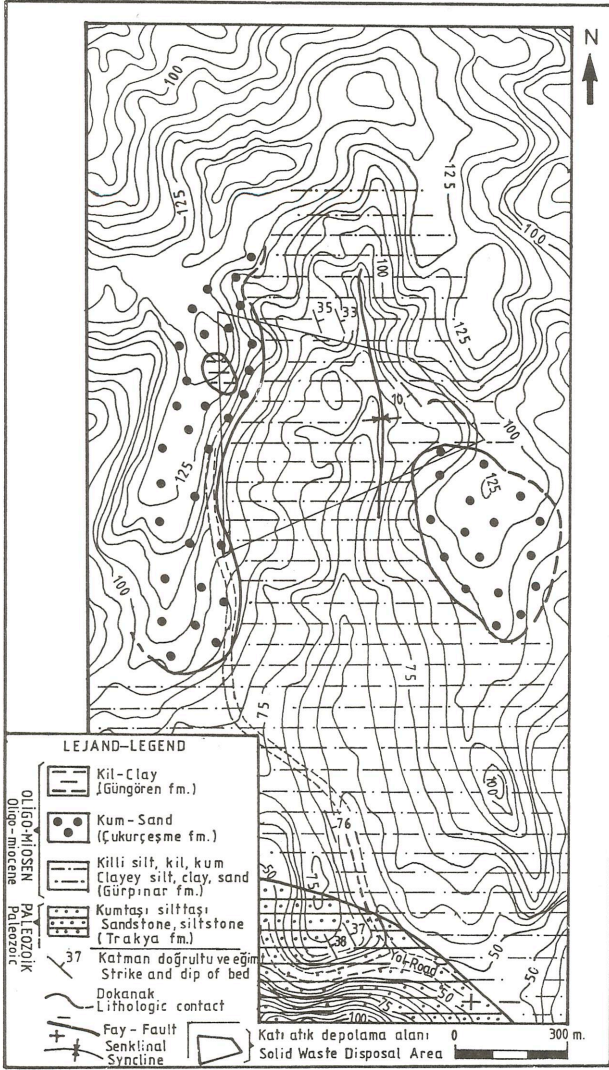 N
100
125
125
100
100
35
33
125
10
100
125
125
100
75
75
100
76
LEJAND–LEGEND
OLİGO-MİOSEN
Oligo-miocene
Kil-Clay
(Güngören fm.)
Kum-Sand
(Çukurçeşme fm.)
Killi silt, kil, kum
Clayey silt, clay, sand
(Gürpınar fm.)
PALEOZOİK
Paleozoic
Kumtaşı silttaşı
Sandstone, siltstone
(Trakya fm.)
37
Katman doğrultu ve eğimi
Strike and dip of bed
Dokanak
Lithologic contact
Fay - Fault
Senklinal
Syncline
Katı atık depolama alanı
Solid Waste Disposal Area
50
75
37
38
Yol-Road
50
50
50
75
100
0
300 m.